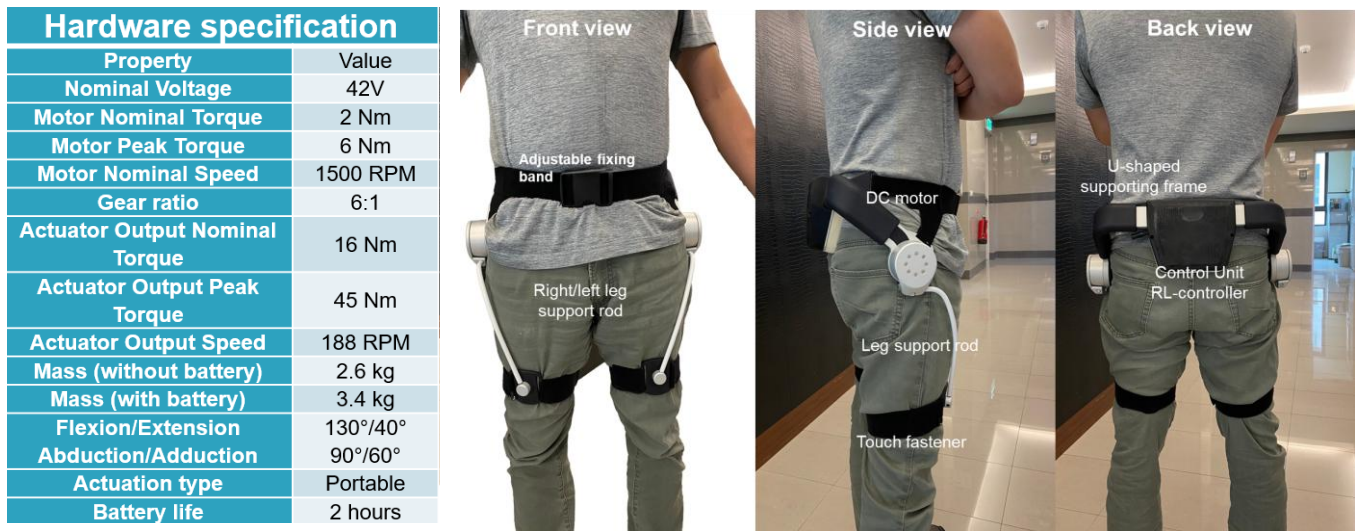 Hardware specification
Property Value
Nominal Voltage 42V
Motor Nominal Torque 2 Nm
Motor Peak Torque 6 Nm
Motor Nominal Speed 1500 RPM
Gear ratio 6:1
Actuator Output Nominal
Torque 16 Nm
Actuator Output Peak
Torque 45 Nm
Actuator Output Speed 188 RPM
Mass (without battery) 2.6 kg
Mass (with battery) 3.4 kg
Flexion/Extension 130°/40°
Abduction/Adduction 90°/60°
Actuation type Portable
Battery life 2 hours
Front view
Adjustable fixing
band
Right/left leg
support rod
Side view
DC motor
Leg support rod
Touch fastener
Back view
U-shaped
supporting frame
Control Unit
RL-controller